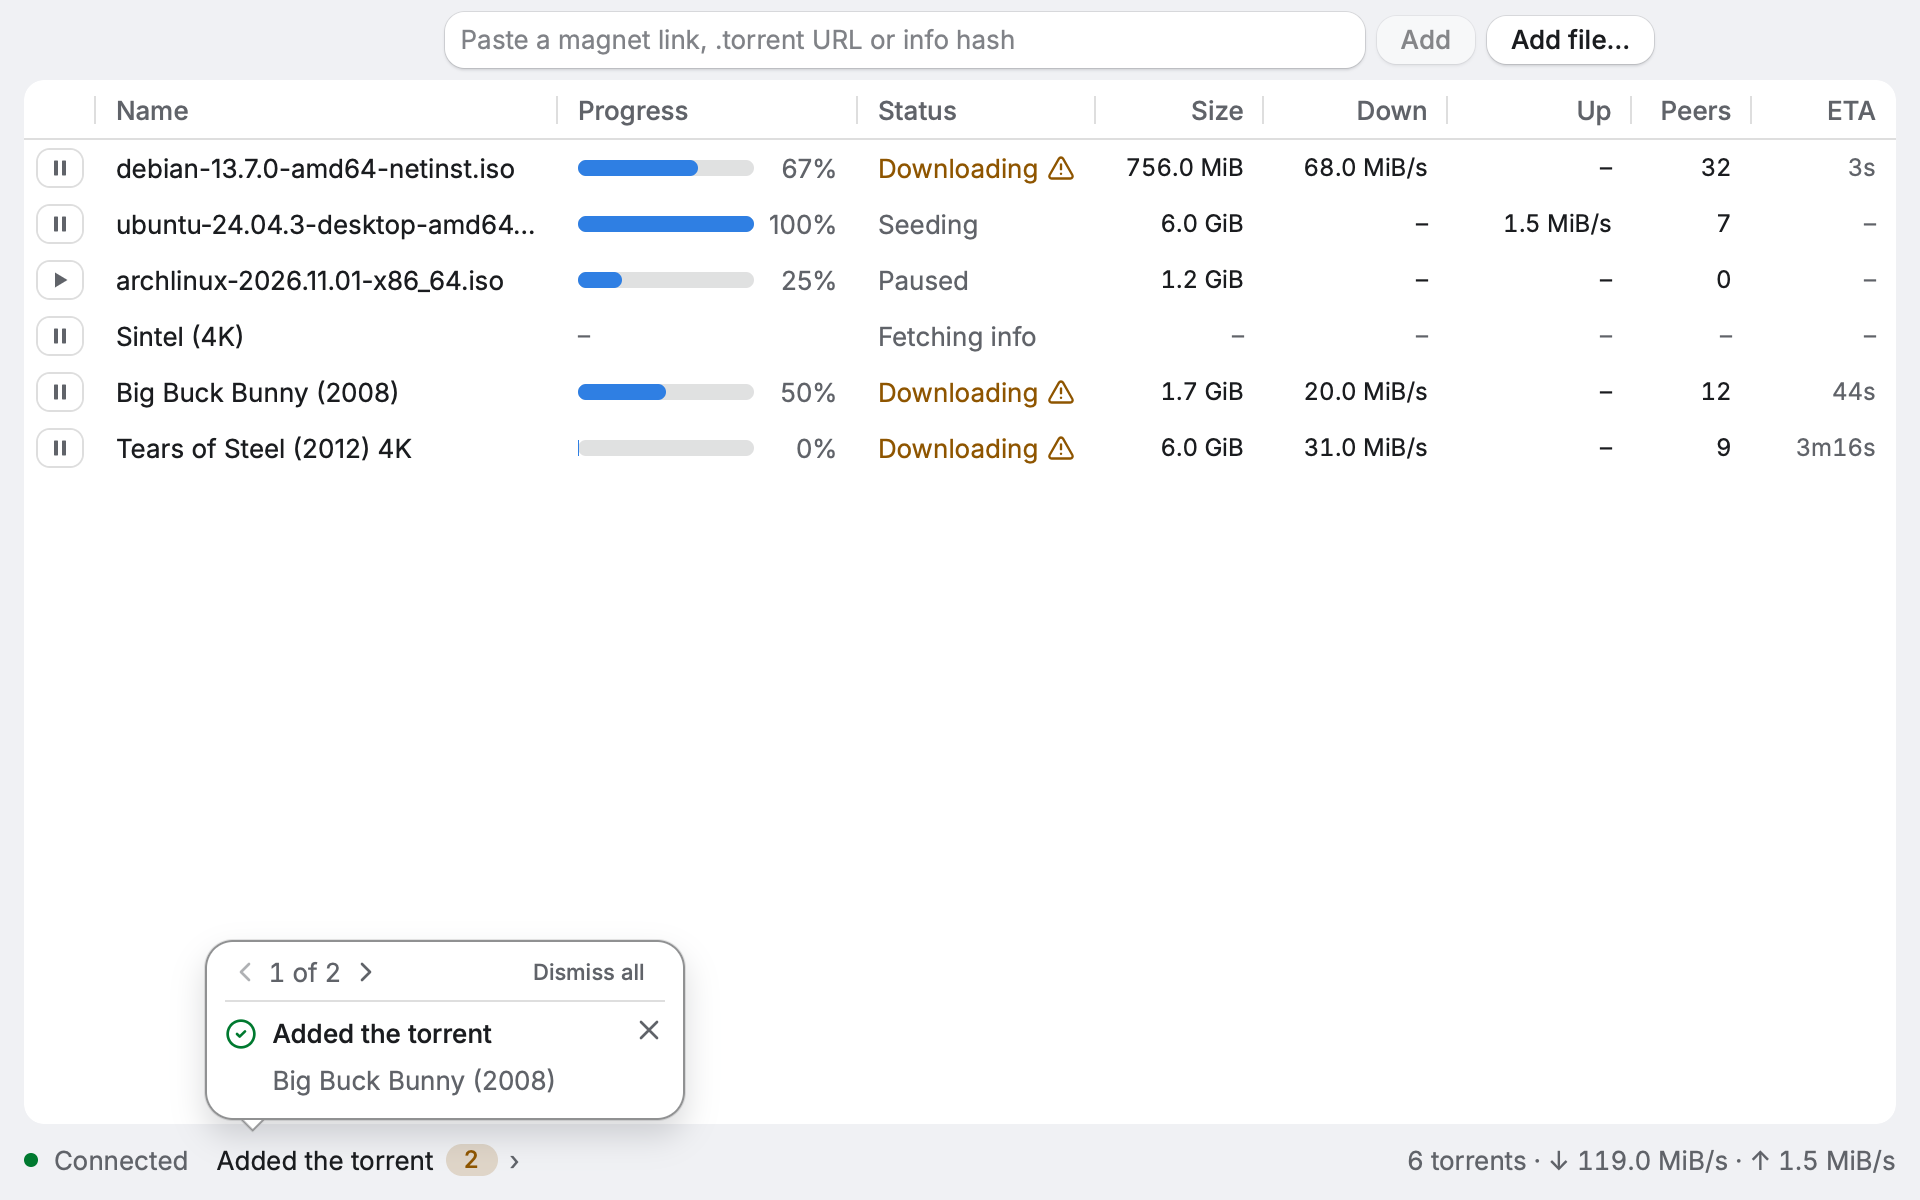 Paste a magnet link, .torrent URL or info hash Add Add file...
Name Progress Status Size Down Up Peers ETA
debian-13.7.0-amd64-netinst.iso 67% Downloading 756.0 MiB 68.0 MiB/s – 32 3s
ubuntu-24.04.3-desktop-amd64... 100% Seeding 6.0 GiB – 1.5 MiB/s 7 –
archlinux-2026.11.01-x86_64.iso 25% Paused 1.2 GiB – – 0 –
Sintel (4K) – Fetching info – – – – –
Big Buck Bunny (2008) 50% Downloading 1.7 GiB 20.0 MiB/s – 12 44s
Tears of Steel (2012) 4K 0% Downloading 6.0 GiB 31.0 MiB/s – 9 3m16s
1 of 2 Dismiss all
Added the torrent
Big Buck Bunny (2008)
Connected Added the torrent 2 › 6 torrents · ↓ 119.0 MiB/s · ↑ 1.5 MiB/s